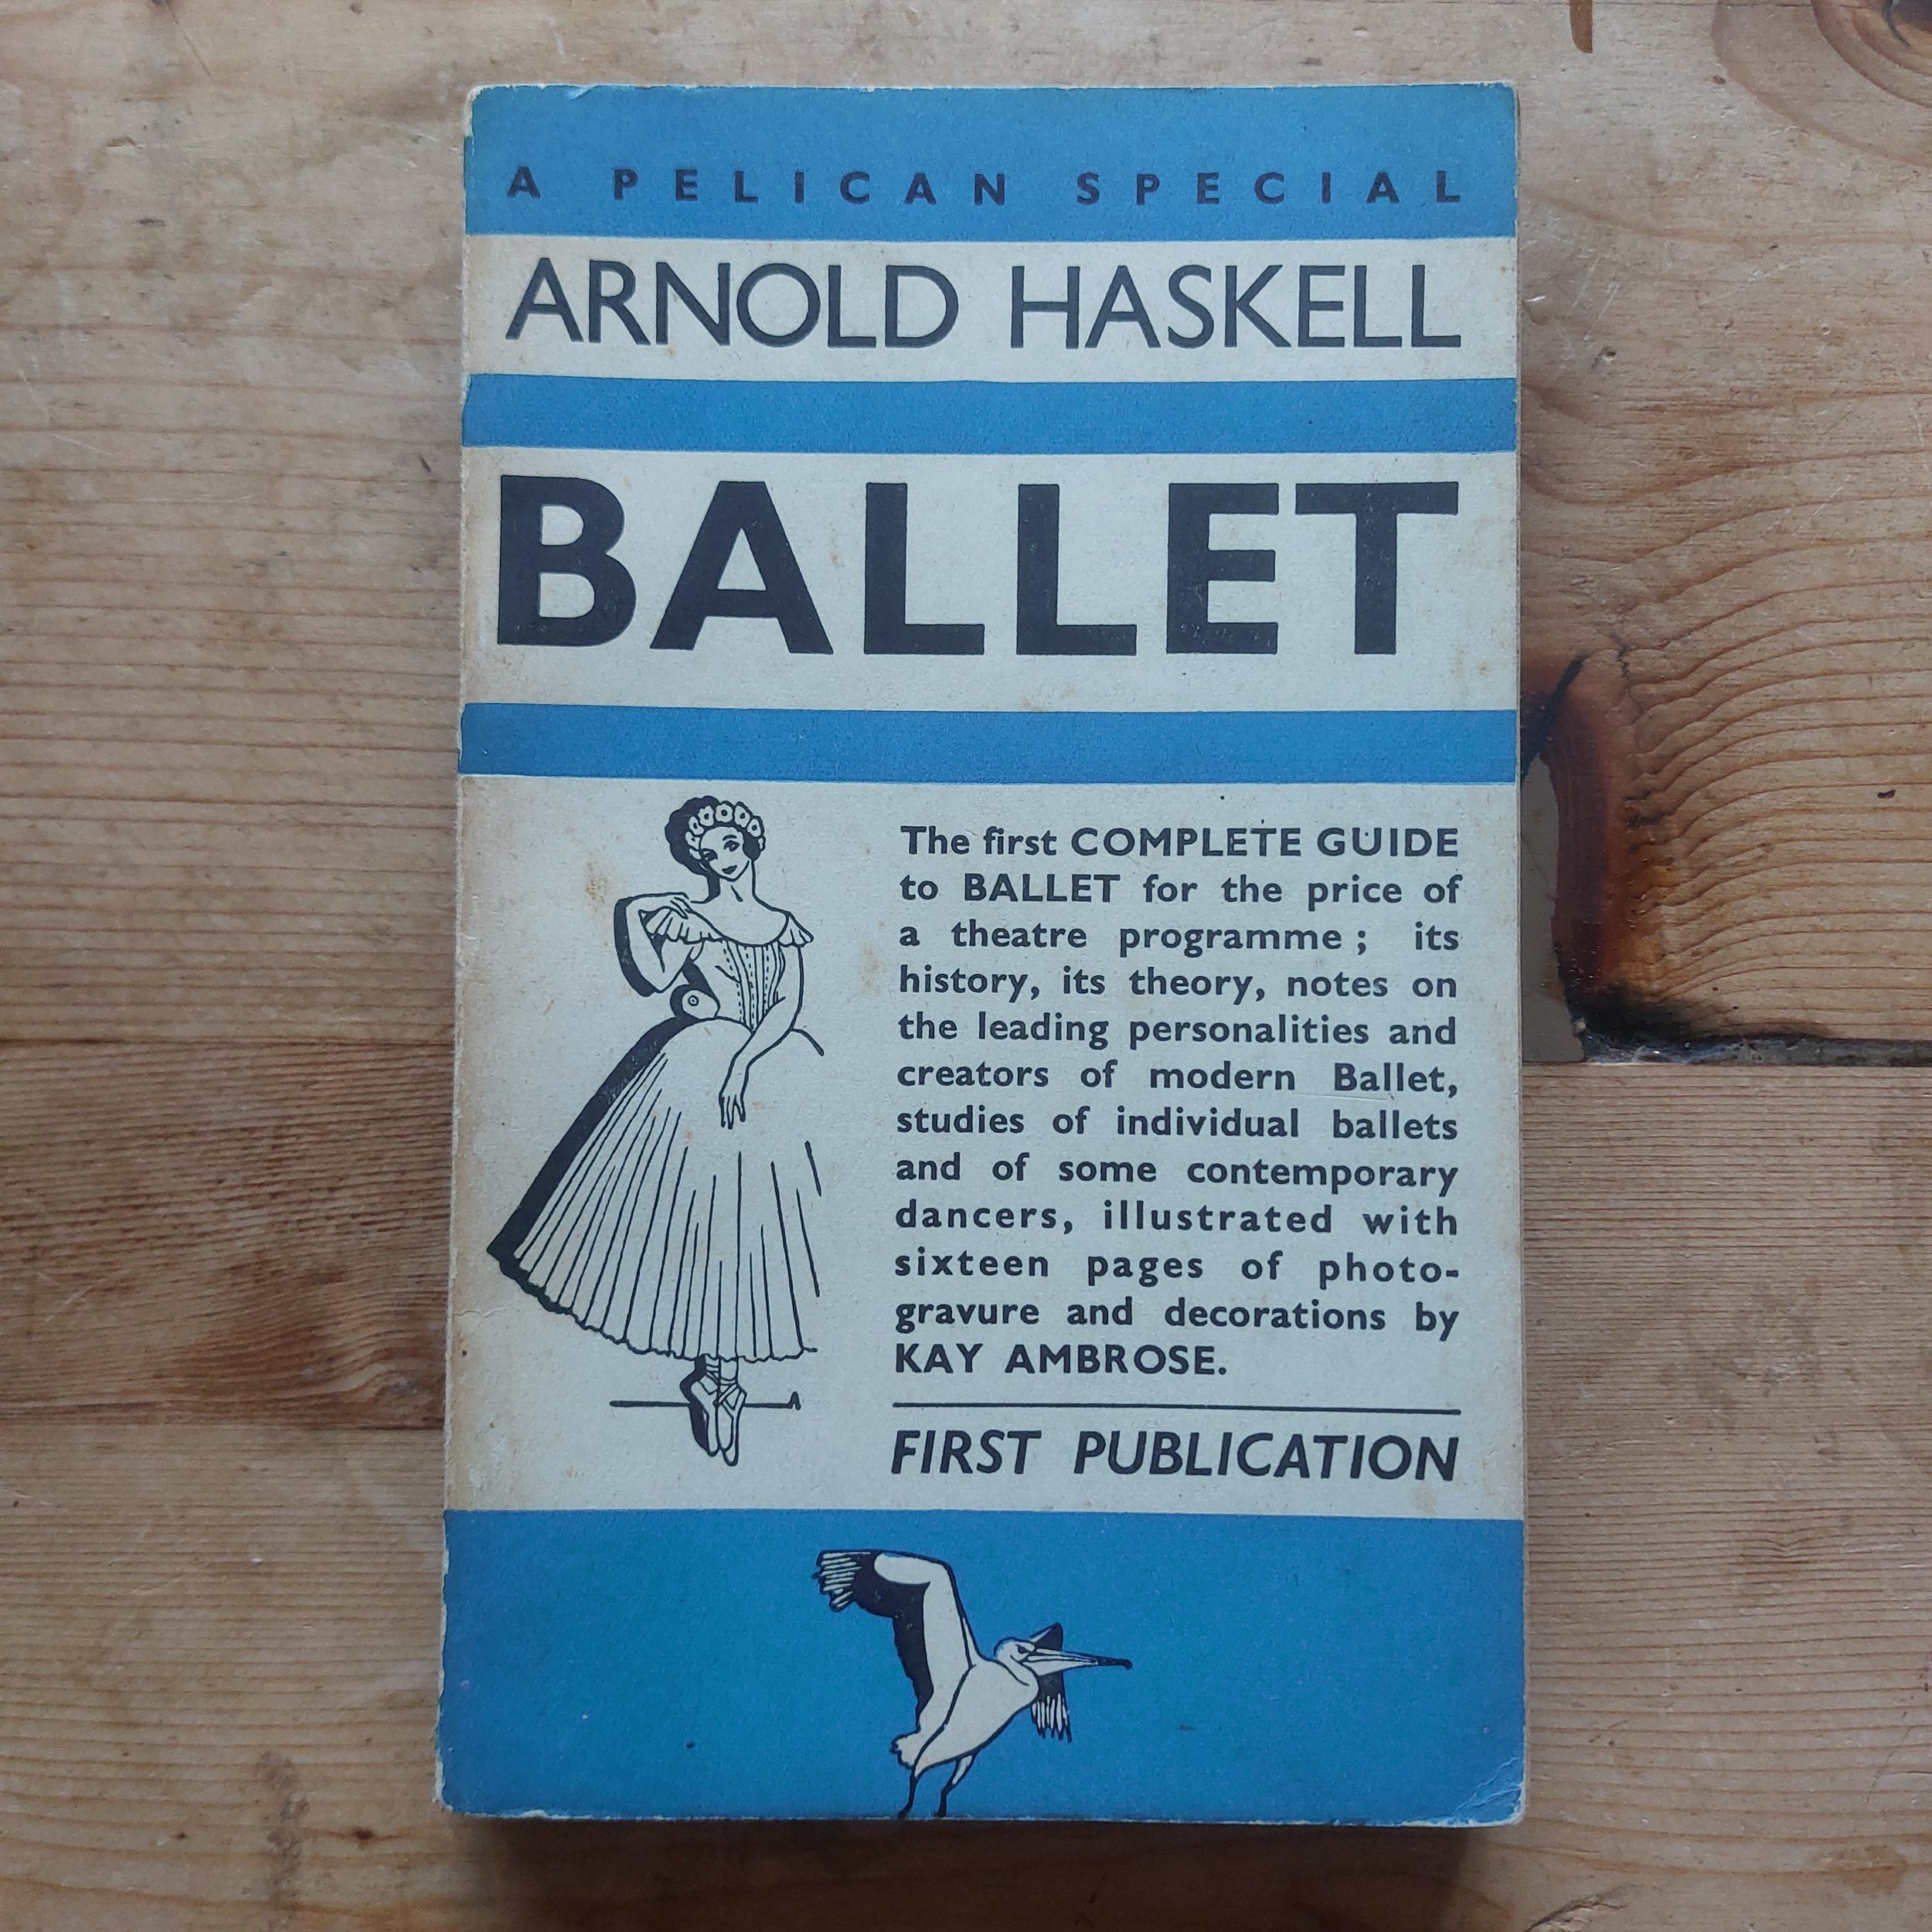 A PELICAN SPECIAL
ARNOLD HASKELL
BALLET
The first COMPLETE GUIDE
to BALLET for the price of
a theatre programme ; its
history, its theory, notes on
the leading personalities and
creators of modern Ballet,
studies of individual ballets
and of some contemporary
dancers, illustrated with
sixteen pages of photo-
gravure and decorations by
KAY AMBROSE.
FIRST PUBLICATION